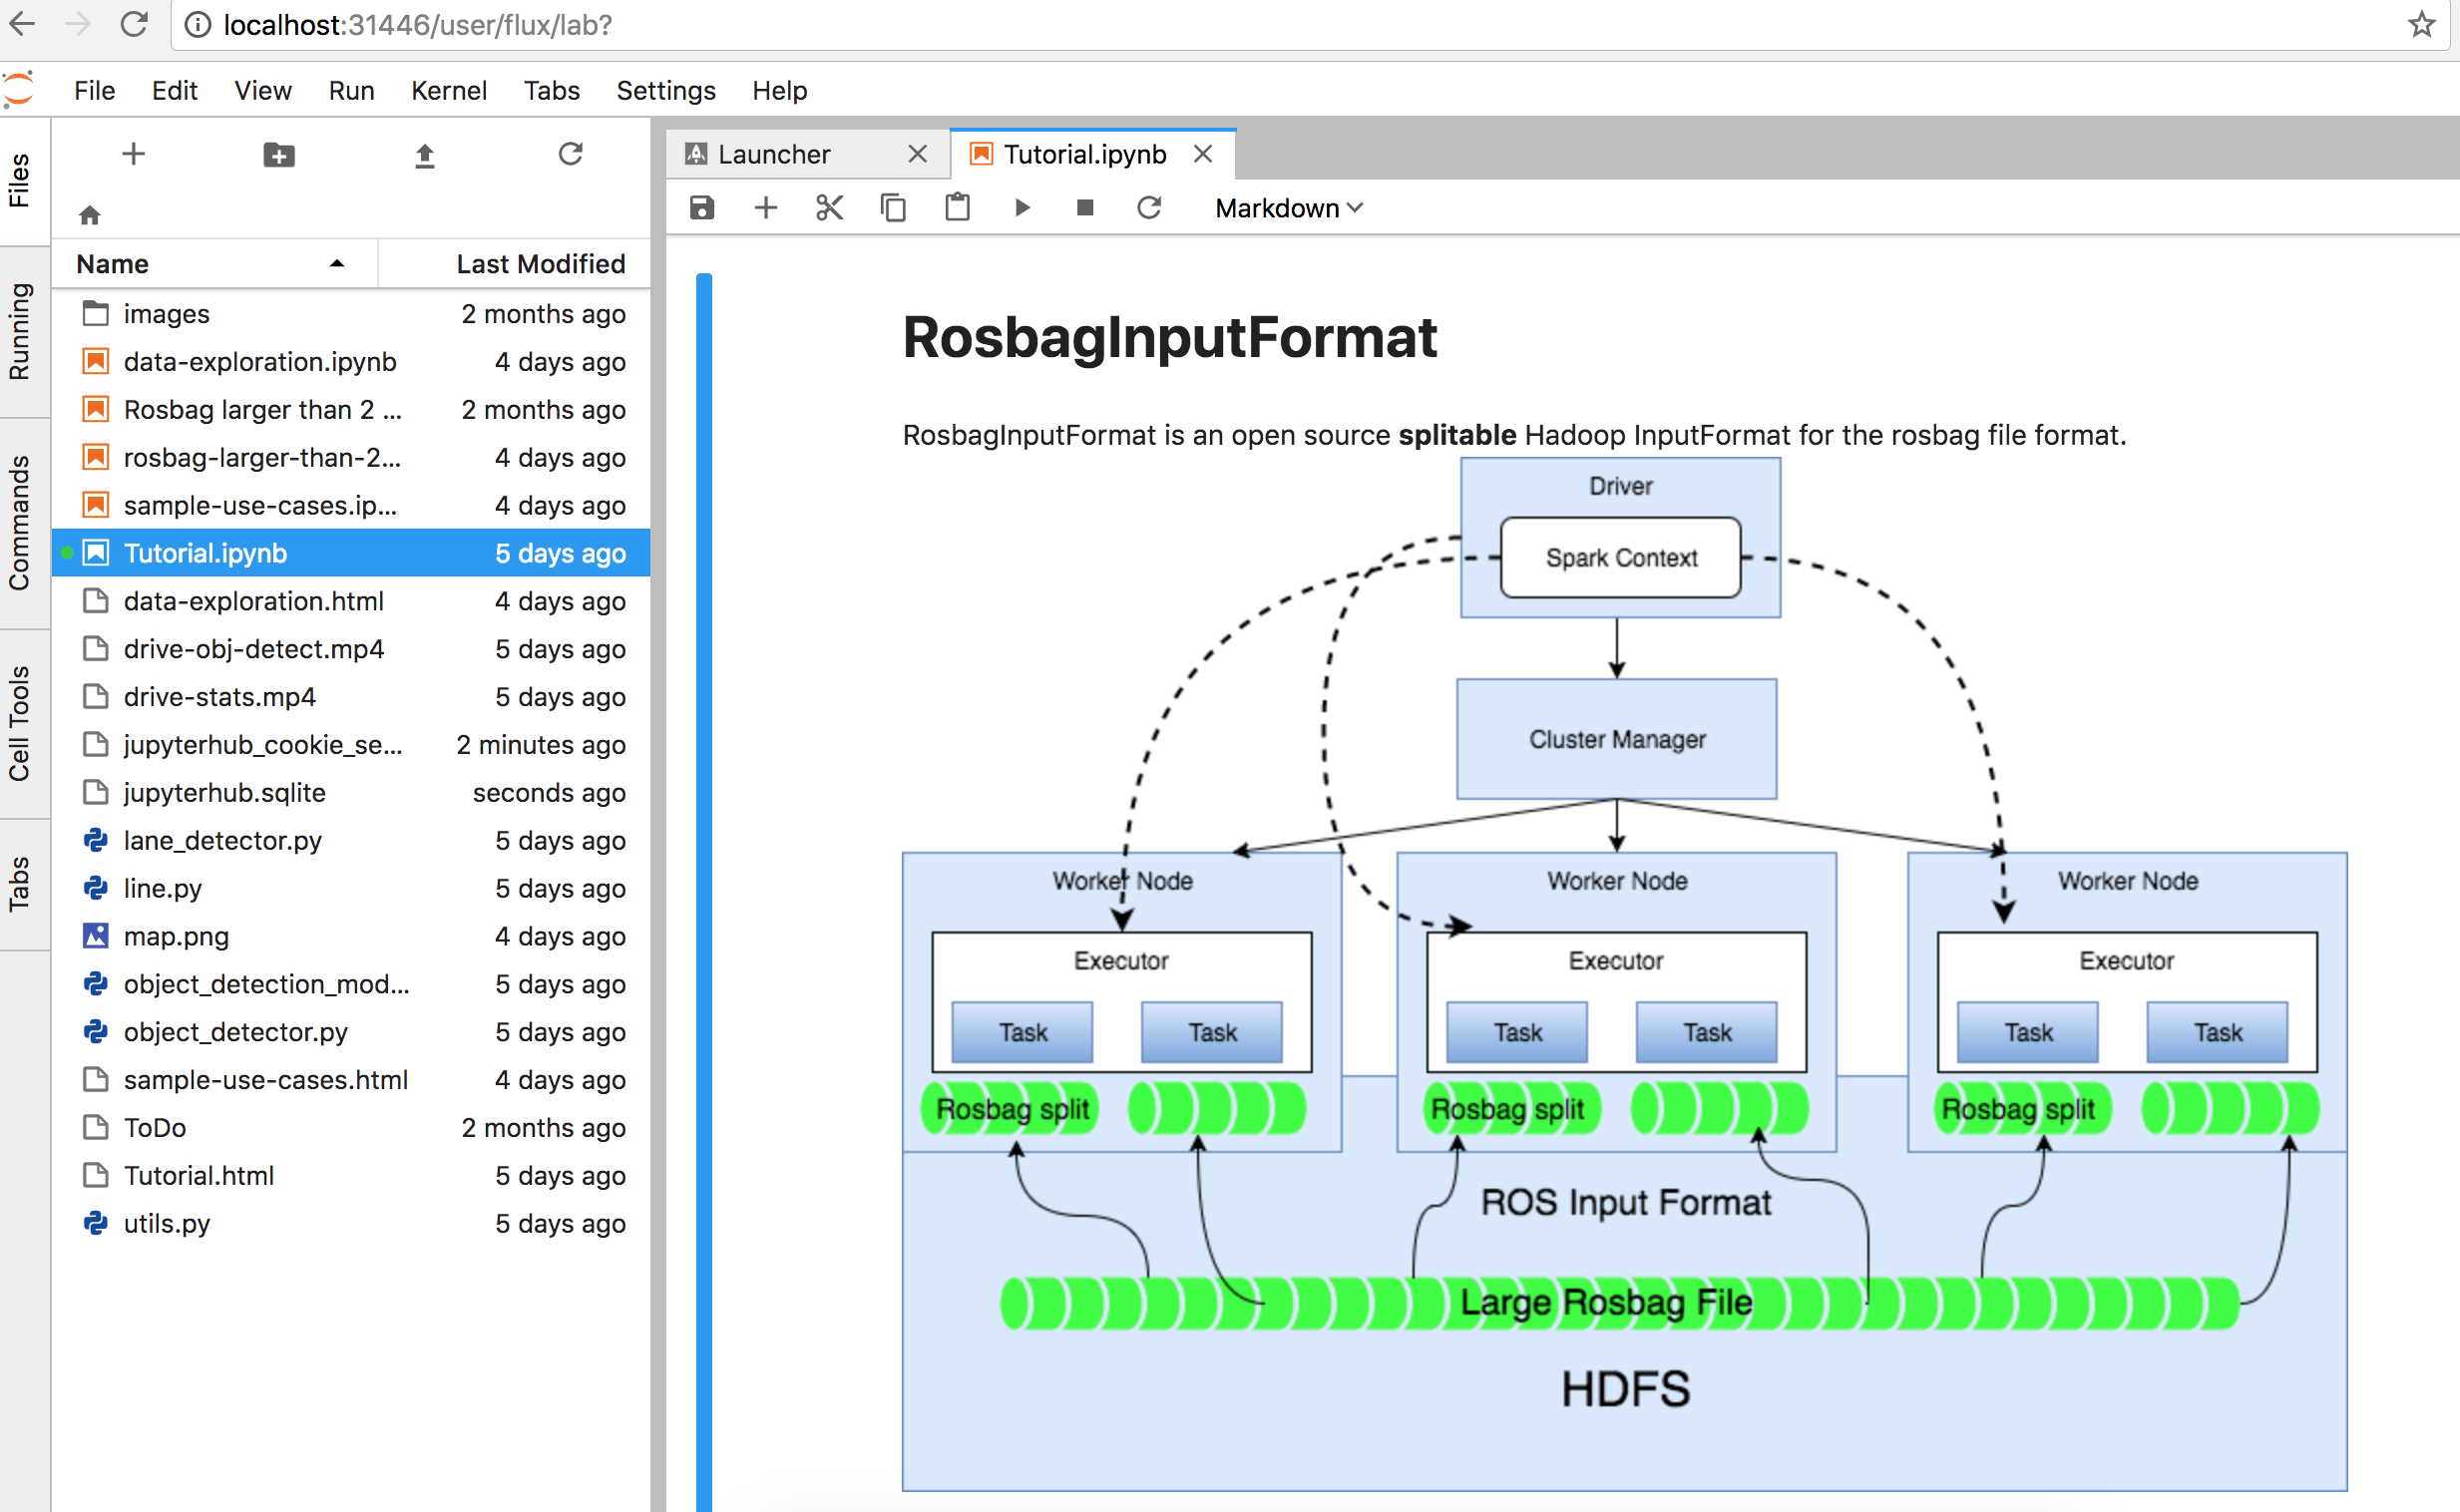 localhost:31446/user/flux/lab?
File Edit View Run Kernel Tabs Settings Help
Files
Running
Commands
Cell Tools
Tabs
Name Last Modified
images 2 months ago
data-exploration.ipynb 4 days ago
Rosbag larger than 2 ... 2 months ago
rosbag-larger-than-2... 4 days ago
sample-use-cases.ip... 4 days ago
Tutorial.ipynb 5 days ago
data-exploration.html 4 days ago
drive-obj-detect.mp4 5 days ago
drive-stats.mp4 5 days ago
jupyterhub_cookie_se... 2 minutes ago
jupyterhub.sqlite seconds ago
lane_detector.py 5 days ago
line.py 5 days ago
map.png 4 days ago
object_detection_mod... 5 days ago
object_detector.py 5 days ago
sample-use-cases.html 4 days ago
ToDo 2 months ago
Tutorial.html 5 days ago
utils.py 5 days ago
Launcher Tutorial.ipynb
Markdown
RosbagInputFormat
RosbagInputFormat is an open source splitable Hadoop InputFormat for the rosbag file format.
Driver
Spark Context
Cluster Manager
Worker Node Worker Node Worker Node
Executor Executor Executor
Task Task Task Task Task Task
Rosbag split Rosbag split Rosbag split
ROS Input Format
Large Rosbag File
HDFS